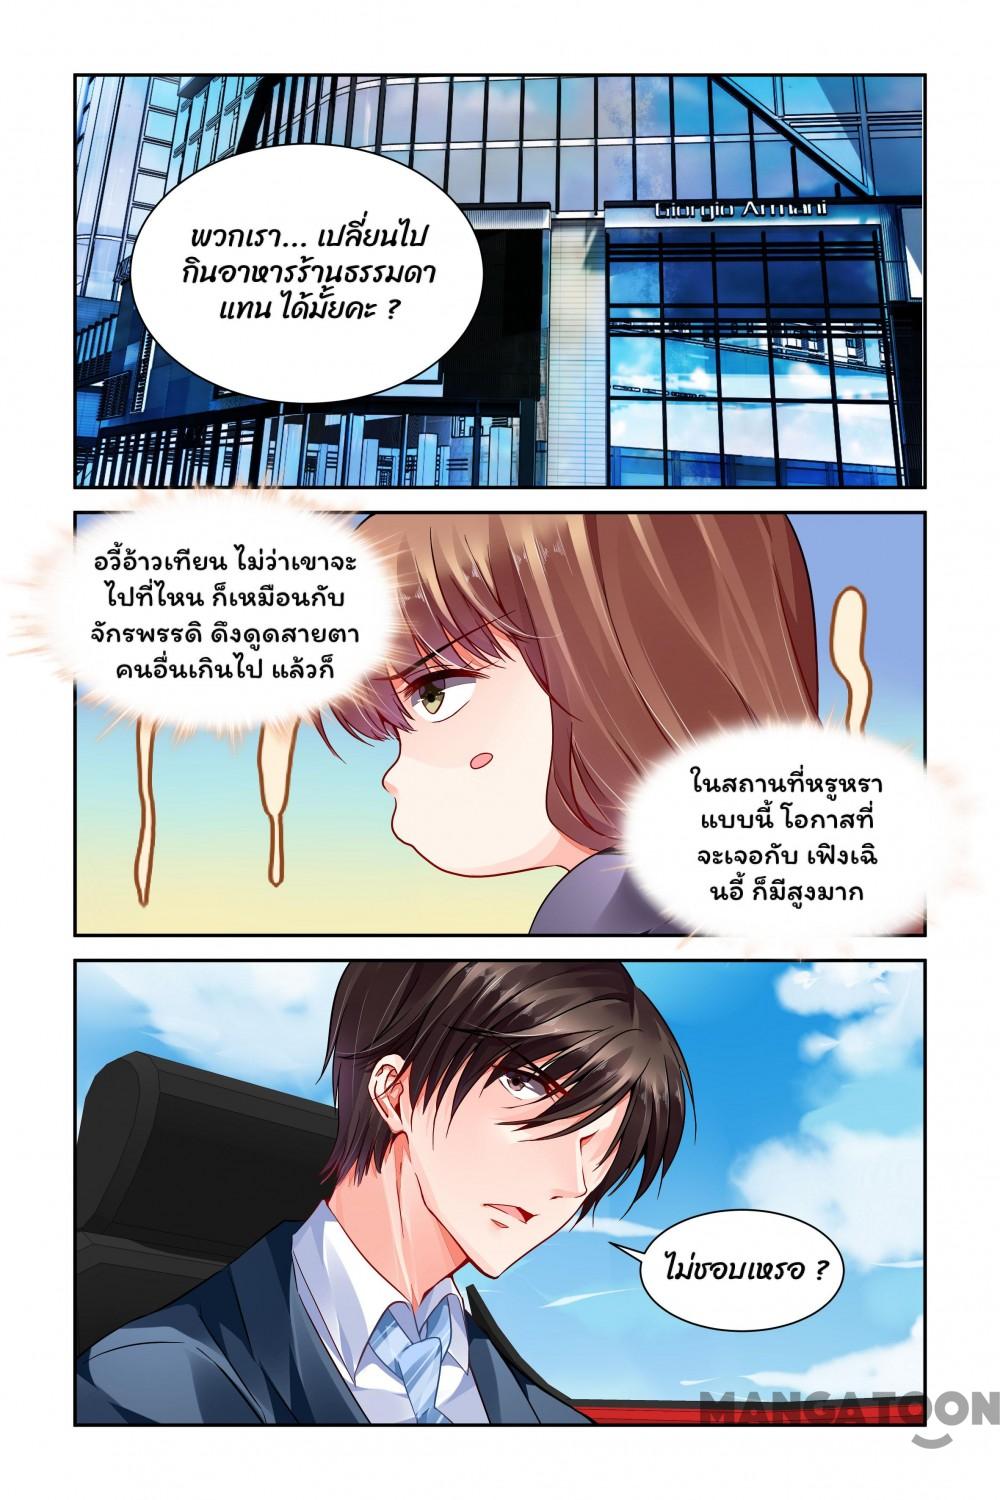 Giorgio Armani
พวกเรา... เปลี่ยนไป
กินอาหารร้านธรรมดา
แทน ได้มั้ยคะ ?
อวี้อ้าวเทียน ไม่ว่าเขาจะ
ไปที่ไหน ก็เหมือนกับ
จักรพรรดิ ดึงดูดสายตา
คนอื่นเกินไป แล้วก็
ในสถานที่หรูหรา
แบบนี้ โอกาสที่
จะเจอกับ เฟิงเฉิ
นอี้ ก็มีสูงมาก
ไม่ชอบเหรอ ?
MANGATOON